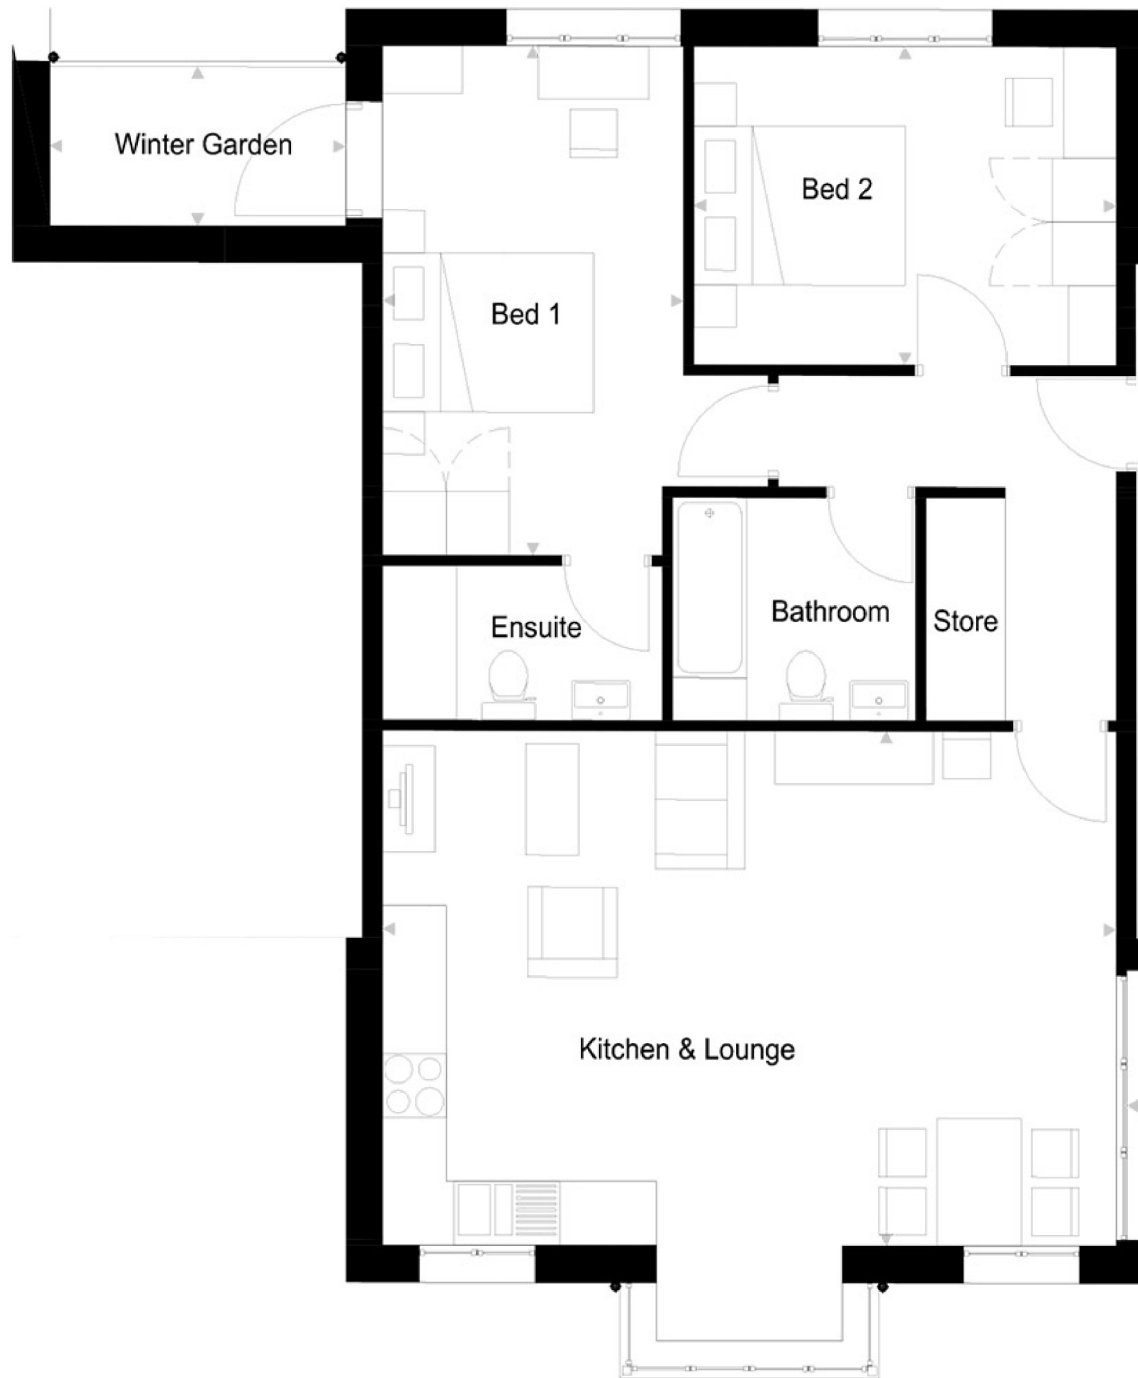 Winter Garden
Bed 2
Bed 1
Ensuite
Bathroom
Store
Kitchen & Lounge